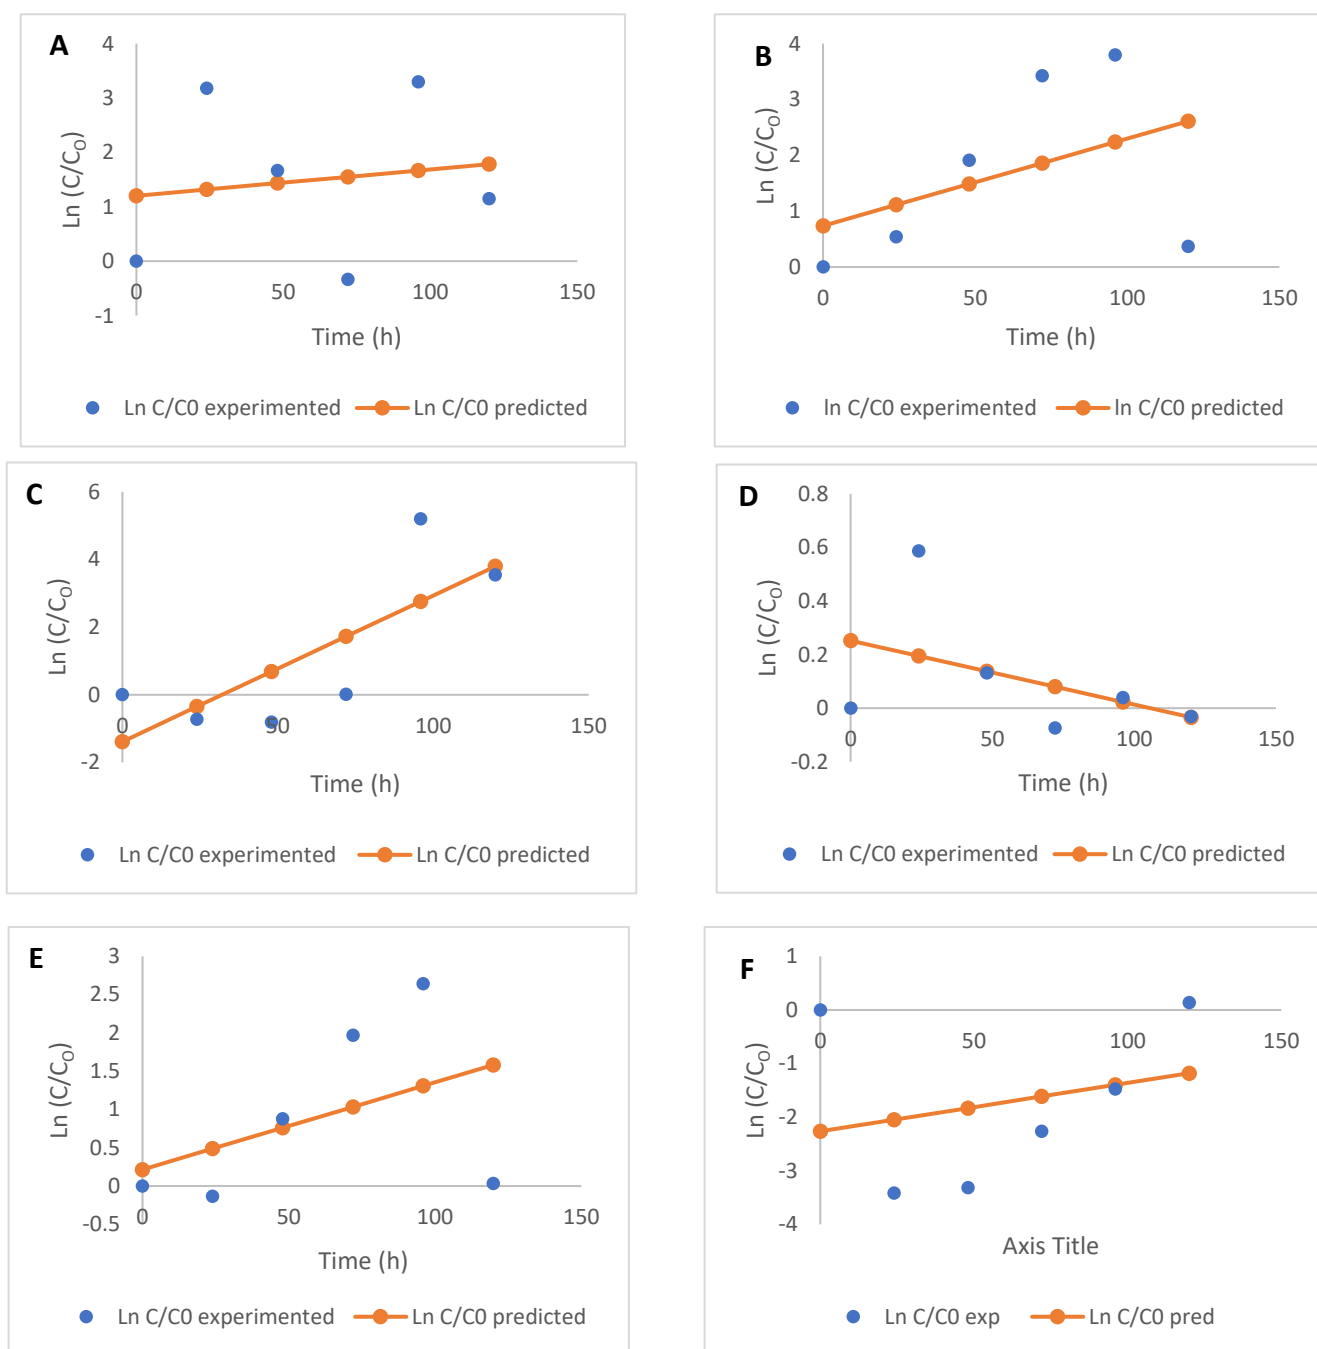 A
4
3
2
1
0
-1
0
50
100
150
Ln (C/CO)
Time (h)
Ln C/C0 experimented
Ln C/C0 predicted
B
4
3
2
1
0
0
50
100
150
Ln (C/CO)
Time (h)
ln C/C0 experimented
ln C/C0 predicted
C
6
4
2
0
-2
0
50
100
150
Ln (C/CO)
Time (h)
Ln C/C0 experimented
Ln C/C0 predicted
D
0.8
0.6
0.4
0.2
0
-0.2
0
50
100
150
Ln (C/CO)
Time (h)
Ln C/C0 experimented
Ln C/C0 predicted
E
3
2.5
2
1.5
1
0.5
0
-0.5
0
50
100
150
Ln (C/CO)
Time (h)
Ln C/C0 experimented
Ln C/C0 predicted
F
1
0
-1
-2
-3
-4
0
50
100
150
Ln (C/CO)
Axis Title
Ln C/C0 exp
Ln C/C0 pred